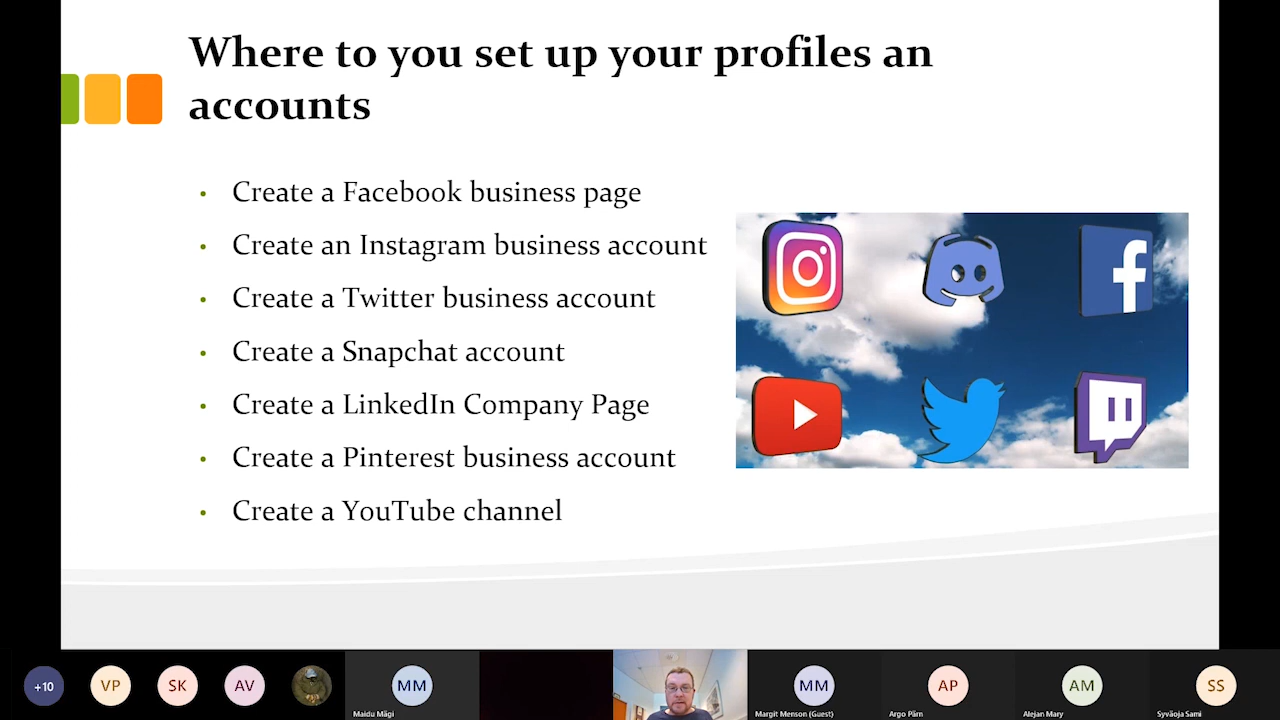 Where to you set up your profiles an
accounts
Create a Facebook business page
Create an Instagram business account
Create a Twitter business account
Create a Snapchat account
Create a LinkedIn Company Page
Create a Pinterest business account
Create a YouTube channel
+10
VP
SK
AV
MM
Maidu Mägi
MM
Margit Menson (Guest)
AP
Argo Pärn
AM
Alejan Mary
SS
Syväoja Sami